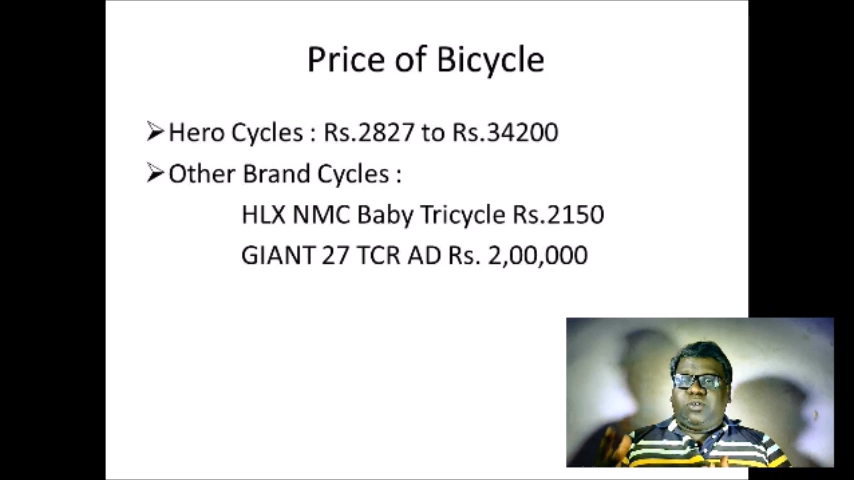 Price of Bicycle
➢Hero Cycles : Rs.2827 to Rs.34200
➢Other Brand Cycles :
HLX NMC Baby Tricycle Rs.2150
GIANT 27 TCR AD Rs. 2,00,000